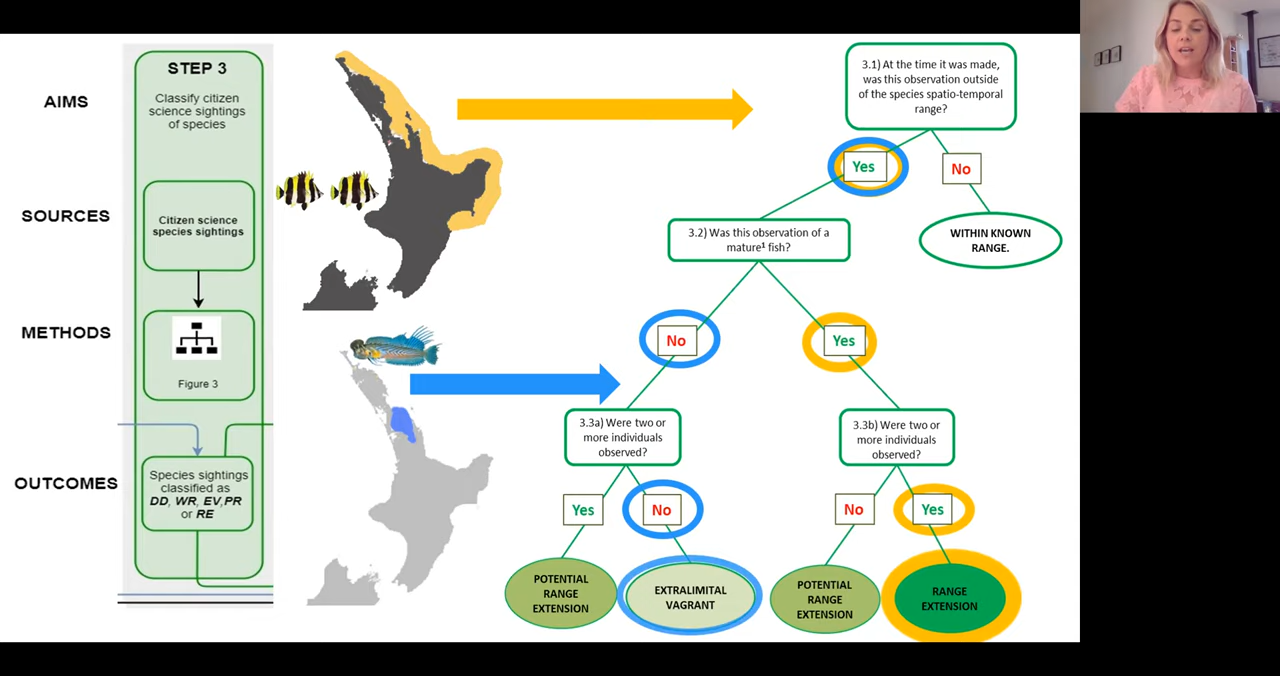 AIMS
SOURCES
METHODS
OUTCOMES
STEP 3
Classify citizen
science sightings
of species
Citizen science
species sightings
Figure 3
Species sightings
classified as
DD, WR, EV,PR
or RE
3.1) At the time it was made,
was this observation outside
of the species spatio-temporal
range?
Yes
No
WITHIN KNOWN
RANGE.
3.2) Was this observation of a
mature¹ fish?
No
Yes
3.3a) Were two or
more individuals
observed?
3.3b) Were two or
more individuals
observed?
Yes
No
No
Yes
POTENTIAL
RANGE
EXTENSION
EXTRALIMITAL
VAGRANT
POTENTIAL
RANGE
EXTENSION
RANGE
EXTENSION